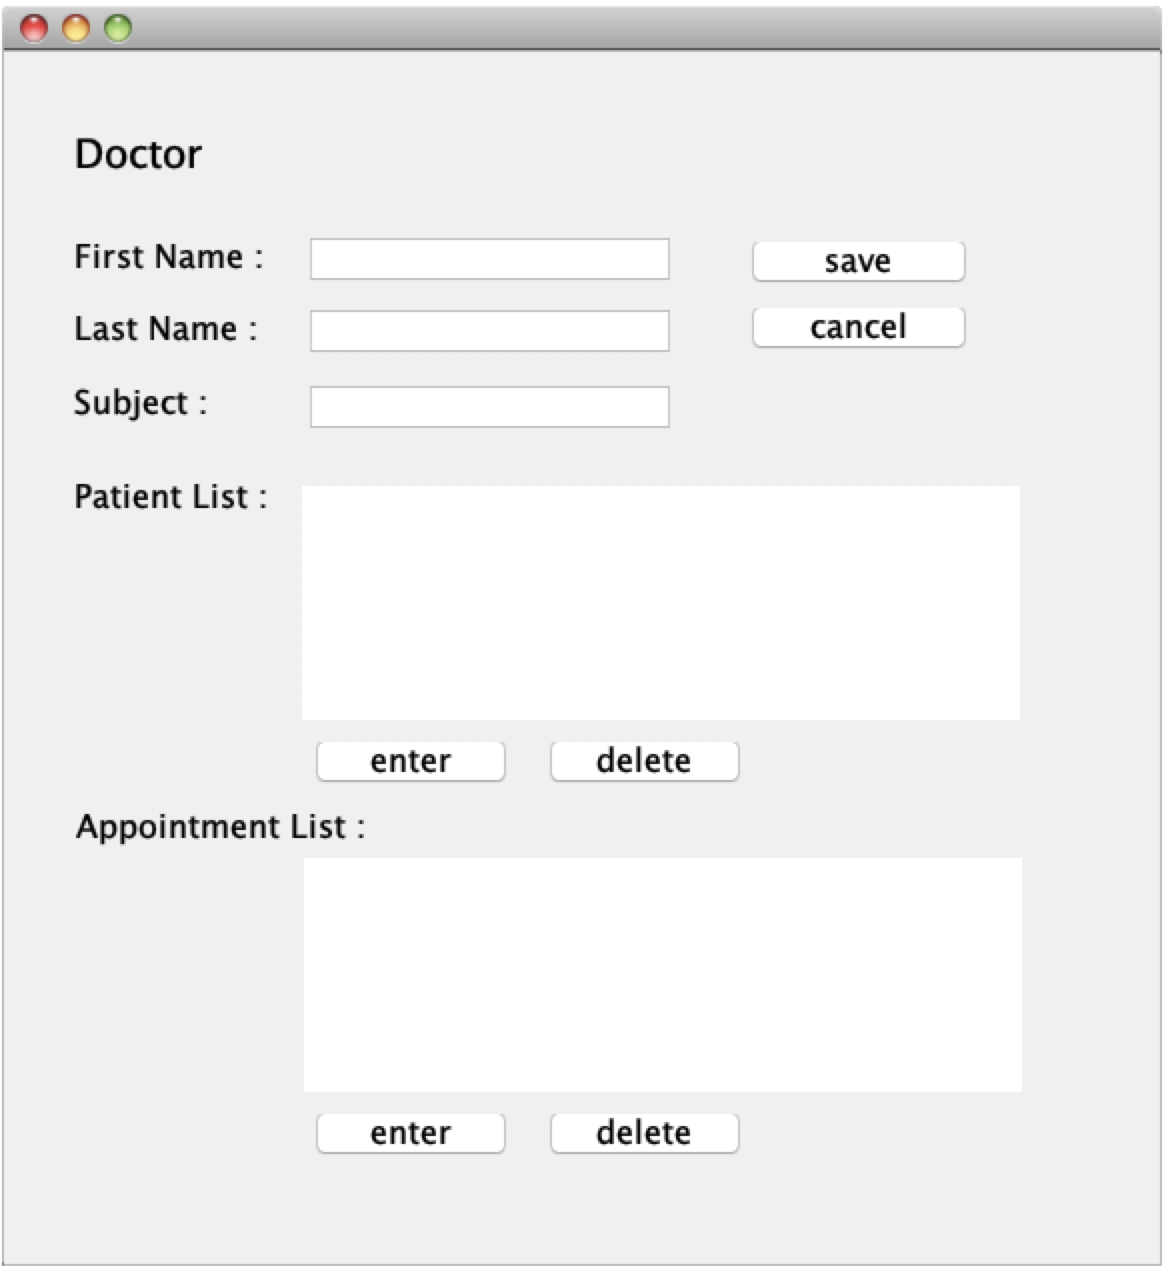 Doctor
First Name :
save
Last Name :
cancel
Subject :
Patient List :
enter delete
Appointment List :
enter delete